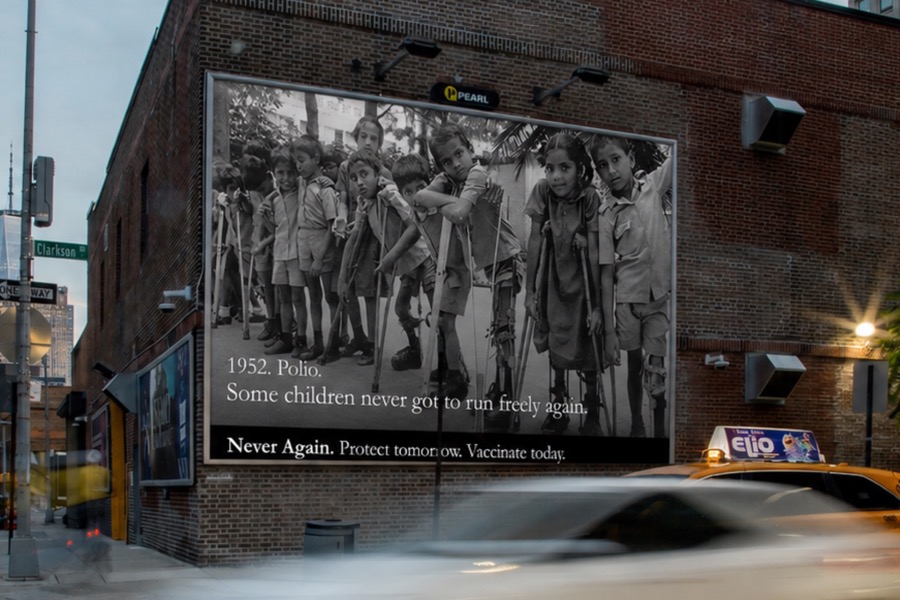 PEARL
Clarkson
ONE WAY
1952. Polio.
Some children never got to run freely again.
Never Again. Protect tomorrow. Vaccinate today.
ELIO